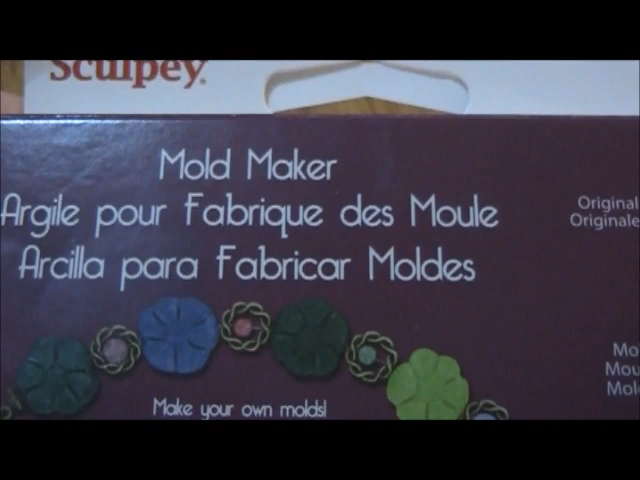 Sculpey
Mold Maker
Argile pour Fabrique des Moule
Arcilla para Fabricar Moldes
Original
Originale
Make your own molds!